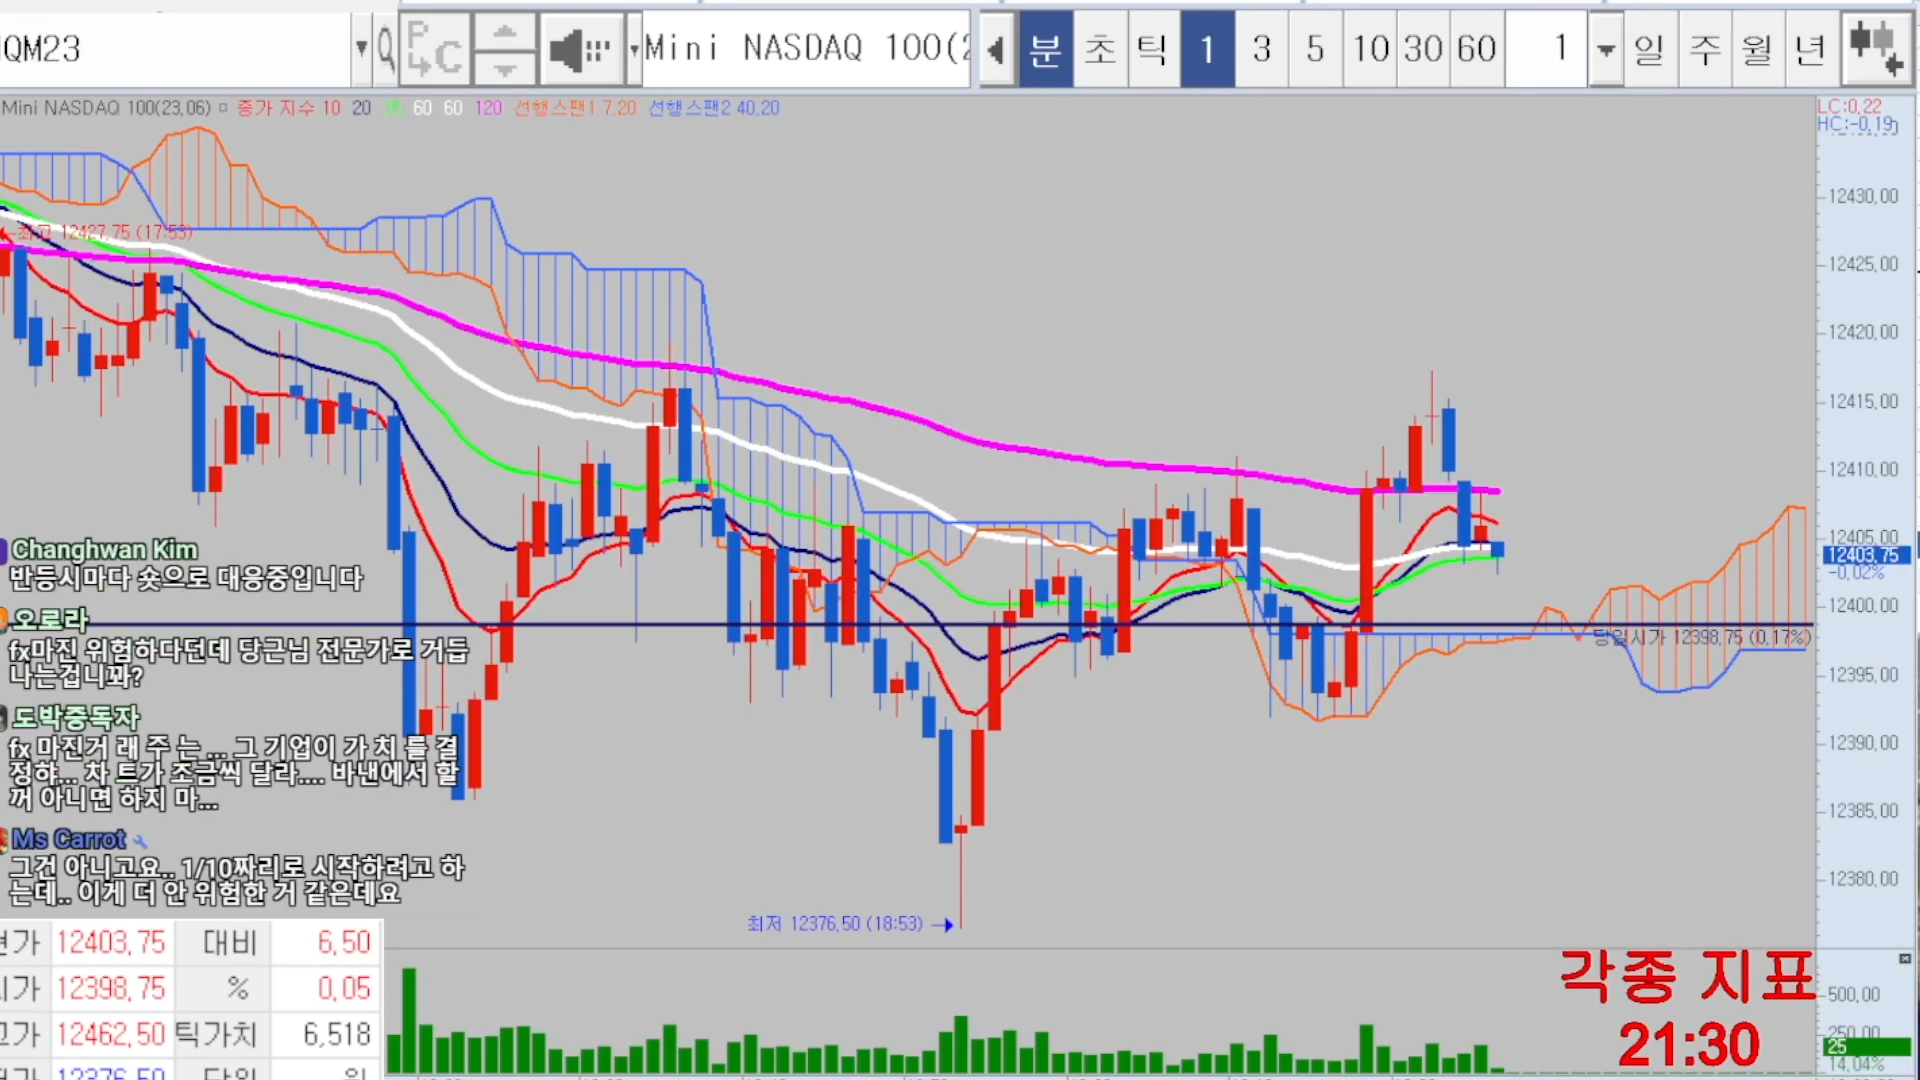 IQM23
Mini NASDAQ 100(2
분 초 틱 1 3 5 10 30 60 1 일 주 월 년
Mini NASDAQ 100(23,06) 종가 지수 10 20 60 60 120 선행스팬1 7,20 선행스팬2 40,20
LC:0,22
HC:-0,19
최고 12427,75 (17:53)
12430,00
12425,00
12420,00
12415,00
12410,00
12405,00
12403,75
-0,02%
12400,00
당일시가 12398,75 (0,17%)
12395,00
12390,00
12385,00
12380,00
최저 12376,50 (18:53)
Changhwan Kim
반등시마다 숏으로 대응중입니다
오로라
fx마진 위험하다던데 당근님 전문가로 거듭
나는겁니꽈?
도박중독자
fx 마진거 래 주 는 ... 그 기업이 가 치 를 결
정햐... 차 트가 조금씩 달라.... 바낸에서 할
꺼 아니면 하지 마...
Ms Carrot
그건 아니고요.. 1/10짜리로 시작하려고 하
는데.. 이게 더 안 위험한 거 같은데요
현가 12403,75 대비 6,50
시가 12398,75 % 0,05
고가 12462,50 틱가치 6,518
12376,50
각종 지표
21:30
500,00
250,00
25
14,04%